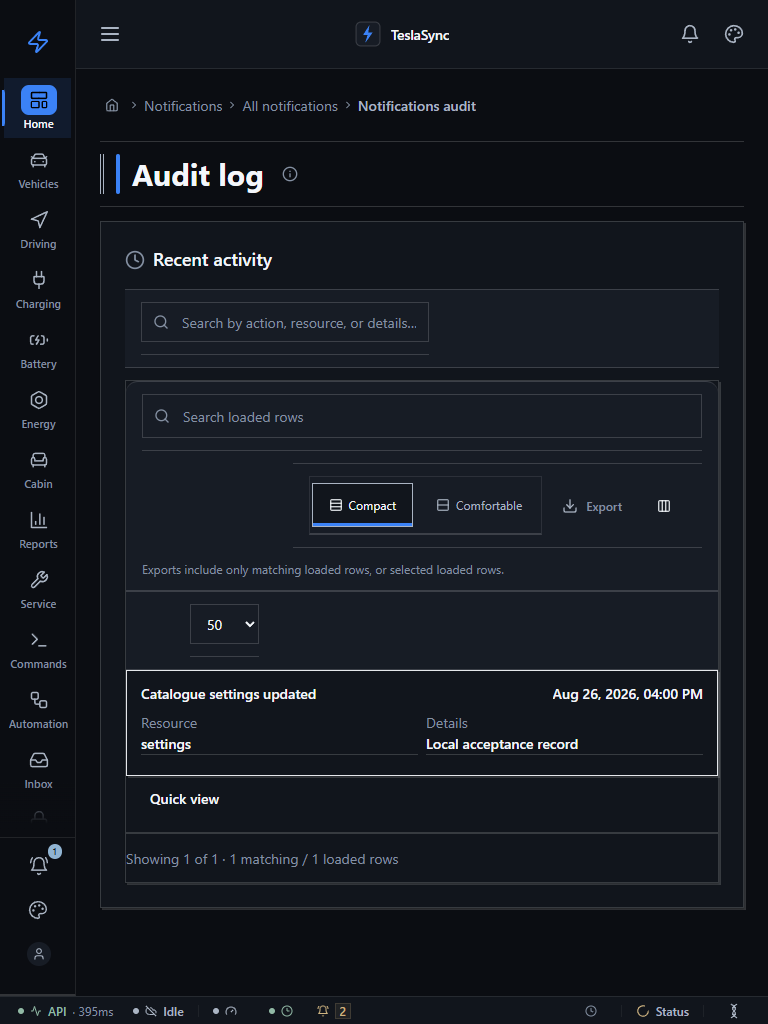 TeslaSync
Home
Vehicles
Driving
Charging
Battery
Energy
Cabin
Reports
Service
Commands
Automation
Inbox
1
Notifications > All notifications > Notifications audit
Audit log
Recent activity
Search by action, resource, or details...
Search loaded rows
Compact Comfortable Export
Exports include only matching loaded rows, or selected loaded rows.
50
Catalogue settings updated Aug 26, 2026, 04:00 PM
Resource Details
settings Local acceptance record
Quick view
Showing 1 of 1 · 1 matching / 1 loaded rows
API · 395ms Idle 2 Status